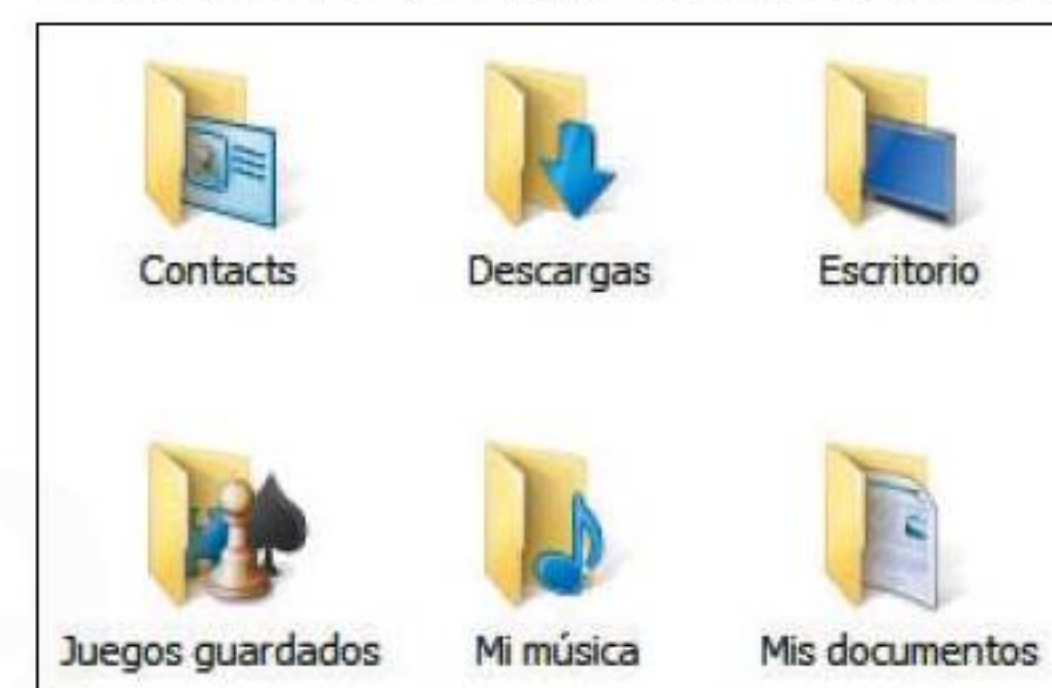 Contacts
Descargas
Escritorio
Juegos guardados
Mi música
Mis documentos